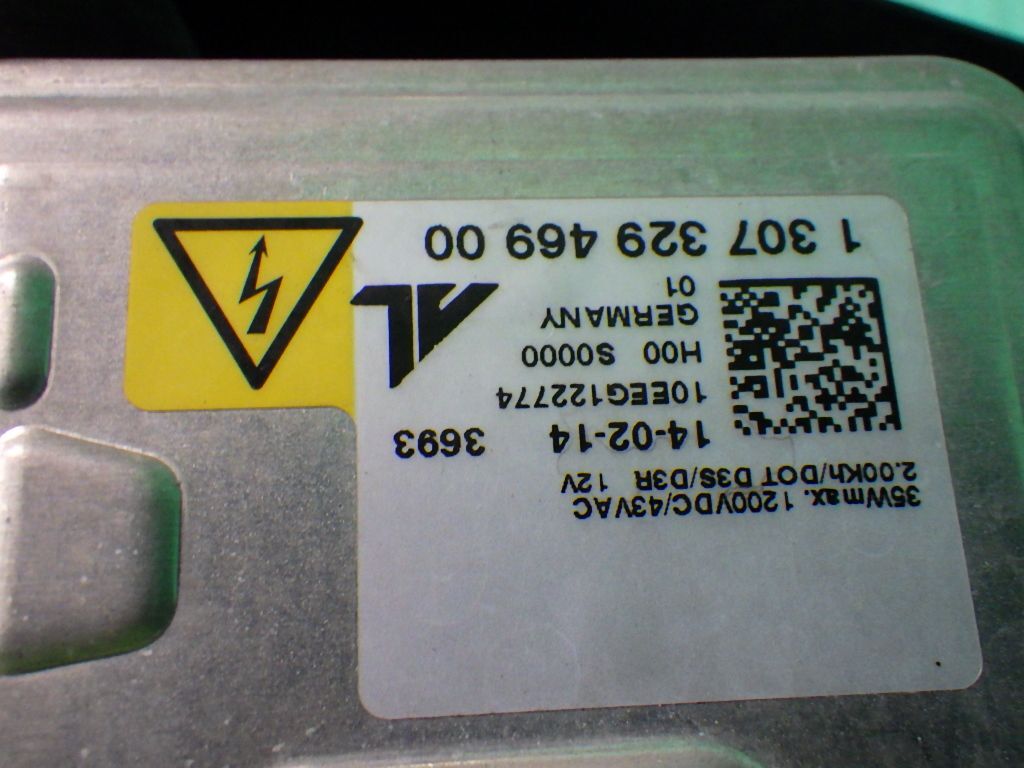 35Wmax. 1200VDC/43VAC
2.00Kh/DOT D3S/D3R 12V
14-02-14 3693
10EEG122774
H00 S0000
GERMANY
01
AL
1 307 329 469 00